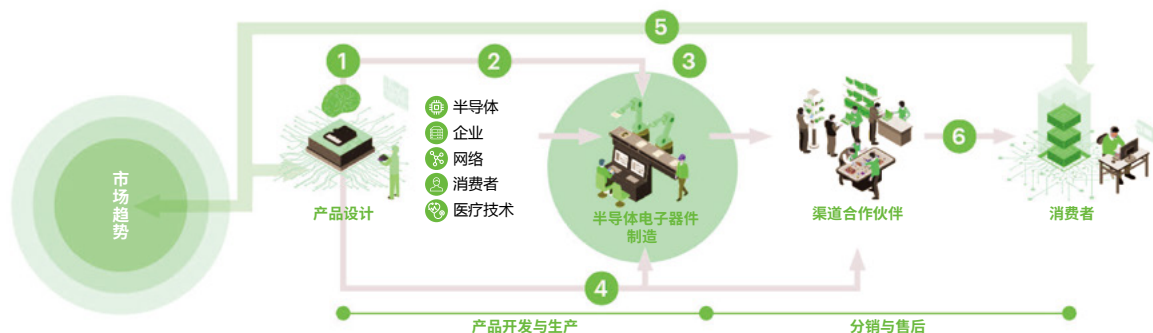 5
1
2
3
半导体
企业
网络
消费者
医疗技术
6
市场趋势
产品设计
半导体电子器件
制造
渠道合作伙伴
消费者
4
产品开发与生产
分销与售后